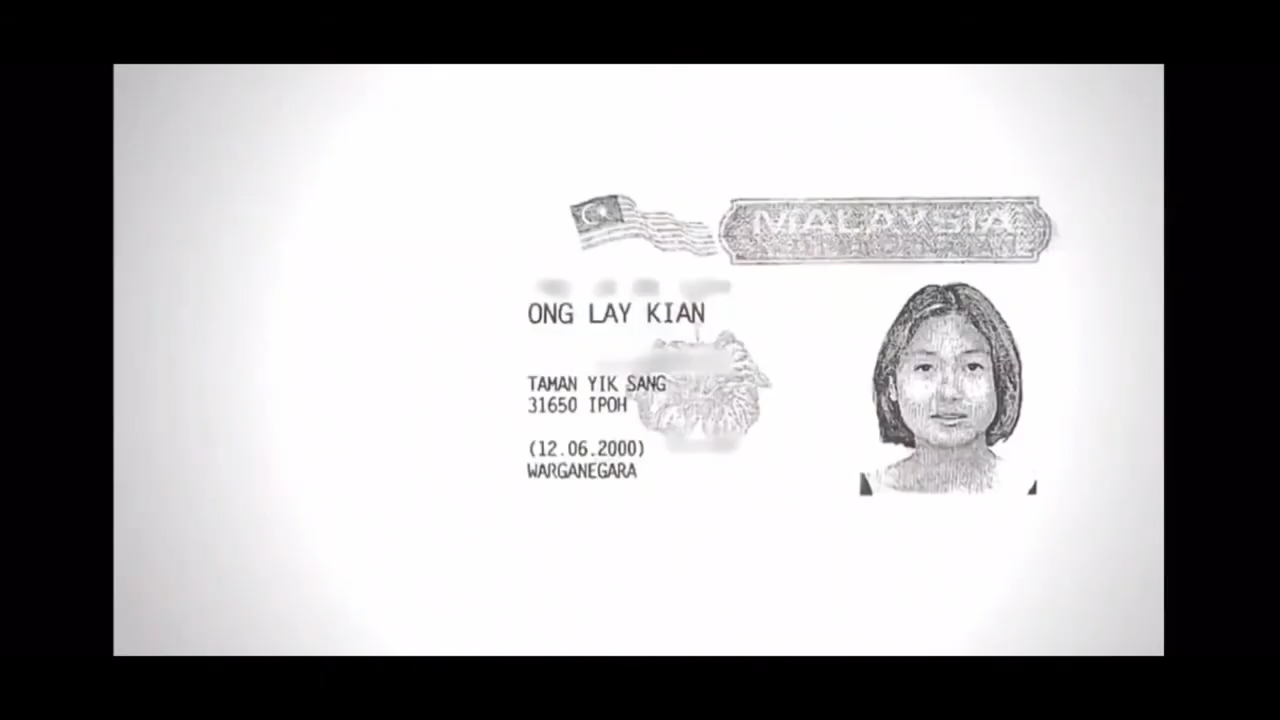 MALAYSIA
ONG LAY KIAN
TAMAN YIK SANG
31650 IPOH
(12.06.2000)
WARGANEGARA